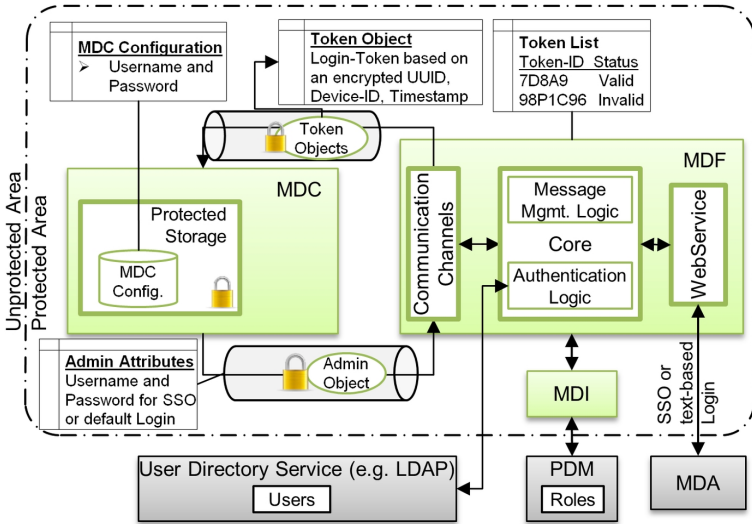 MDC Configuration
➢ Username and
Password
Token Object
Login-Token based on
an encrypted UUID,
Device-ID, Timestamp
Token List
Token-ID Status
7D8A9 Valid
98P1C96 Invalid
Token
Objects
MDC
Protected
Storage
MDC
Config.
MDF
Communication
Channels
Message
Mgmt. Logic
Core
Authentication
Logic
WebService
Unprotected Area
Protected Area
Admin Attributes
Username and
Password for SSO
or default Login
Admin
Object
MDI
SSO or
text-based
Login
User Directory Service (e.g. LDAP)
Users
PDM
Roles
MDA